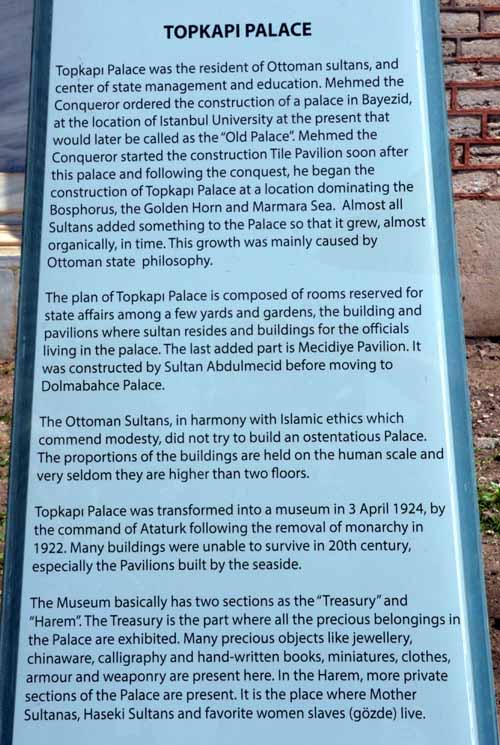 TOPKAPI PALACE
Topkapı Palace was the resident of Ottoman sultans, and
center of state management and education. Mehmed the
Conqueror ordered the construction of a palace in Bayezid,
at the location of Istanbul University at the present that
would later be called as the "Old Palace". Mehmed the
Conqueror started the construction Tile Pavilion soon after
this palace and following the conquest, he began the
construction of Topkapı Palace at a location dominating the
Bosphorus, the Golden Horn and Marmara Sea. Almost all
Sultans added something to the Palace so that it grew, almost
organically, in time. This growth was mainly caused by
Ottoman state philosophy.
The plan of Topkapı Palace is composed of rooms reserved for
state affairs among a few yards and gardens, the building and
pavilions where sultan resides and buildings for the officials
living in the palace. The last added part is Mecidiye Pavilion. It
was constructed by Sultan Abdulmecid before moving to
Dolmabahce Palace.
The Ottoman Sultans, in harmony with Islamic ethics which
commend modesty, did not try to build an ostentatious Palace.
The proportions of the buildings are held on the human scale and
very seldom they are higher than two floors.
Topkapı Palace was transformed into a museum in 3 April 1924, by
the command of Ataturk following the removal of monarchy in
1922. Many buildings were unable to survive in 20th century,
especially the Pavilions built by the seaside.
The Museum basically has two sections as the "Treasury" and
"Harem". The Treasury is the part where all the precious belongings in
the Palace are exhibited. Many precious objects like jewellery,
chinaware, calligraphy and hand-written books, miniatures, clothes,
armour and weaponry are present here. In the Harem, more private
sections of the Palace are present. It is the place where Mother
Sultanas, Haseki Sultans and favorite women slaves (gözde) live.